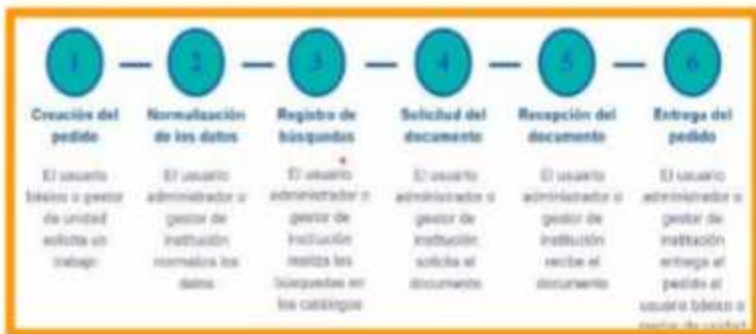 1
2
3
4
5
6
Creación del
pedido
El usuario
básico o gestor
de unidad
solicita un
trabajo
Normalización
de los datos
El usuario
administrador o
gestor de
institución
normaliza los
datos
Registro de
búsquedas
El usuario
administrador o
gestor de
institución
realiza las
búsquedas en
los catálogos
Solicitud del
documento
El usuario
administrador o
gestor de
institución
solicita el
documento
Recepción del
documento
El usuario
administrador o
gestor de
institución
recibe el
documento
Entrega del
pedido
El usuario
administrador o
gestor de
institución
entrega el
pedido al
usuario básico o
gestor de unidad